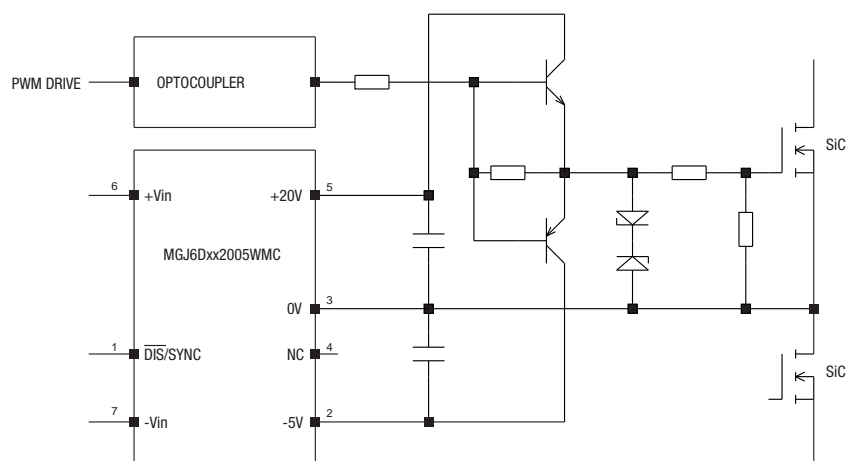 PWM DRIVE
OPTOCOUPLER
SiC
6
+Vin
+20V
5
MGJ6Dxx2005WMC
0V
3
1
DIS/SYNC
NC
4
SiC
7
-Vin
-5V
2